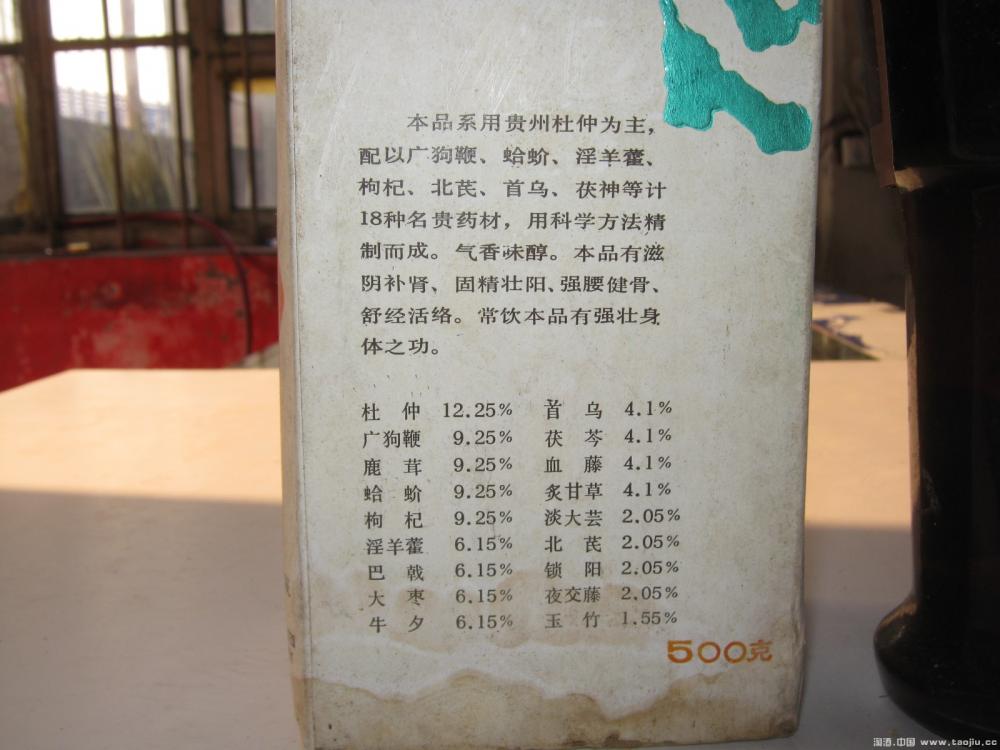 本品系用贵州杜仲为主，
配以广狗鞭、蛤蚧、淫羊藿、
枸杞、北芪、首乌、茯神等计
18种名贵药材，用科学方法精
制而成。气香味醇。本品有滋
阴补肾、固精壮阳、强腰健骨、
舒经活络。常饮本品有强壮身
体之功。
杜仲 12.25% 首乌 4.1%
广狗鞭 9.25% 茯苓 4.1%
鹿茸 9.25% 血藤 4.1%
蛤蚧 9.25% 炙甘草 4.1%
枸杞 9.25% 淡大芸 2.05%
淫羊藿 6.15% 北芪 2.05%
巴戟 6.15% 锁阳 2.05%
大枣 6.15% 夜交藤 2.05%
牛夕 6.15% 玉竹 1.55%
500克
淘酒.中国 www.taojiu.cc